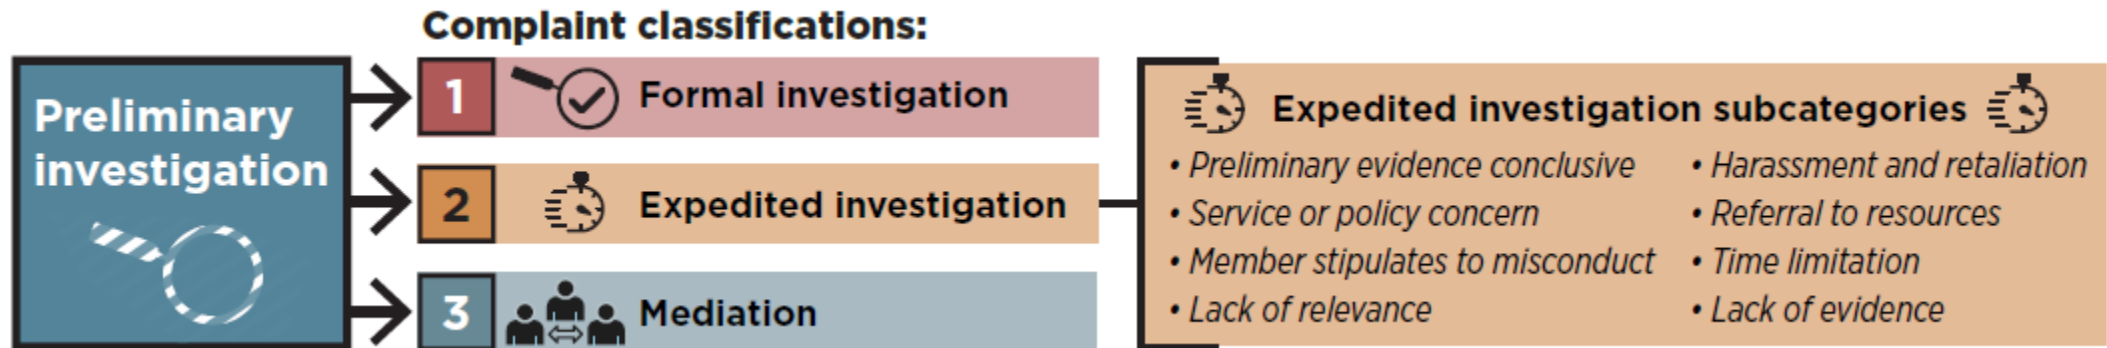 Complaint classifications:
Preliminary
investigation
1 Formal investigation
2 Expedited investigation
3 Mediation
Expedited investigation subcategories
• Preliminary evidence conclusive
• Service or policy concern
• Member stipulates to misconduct
• Lack of relevance
• Harassment and retaliation
• Referral to resources
• Time limitation
• Lack of evidence